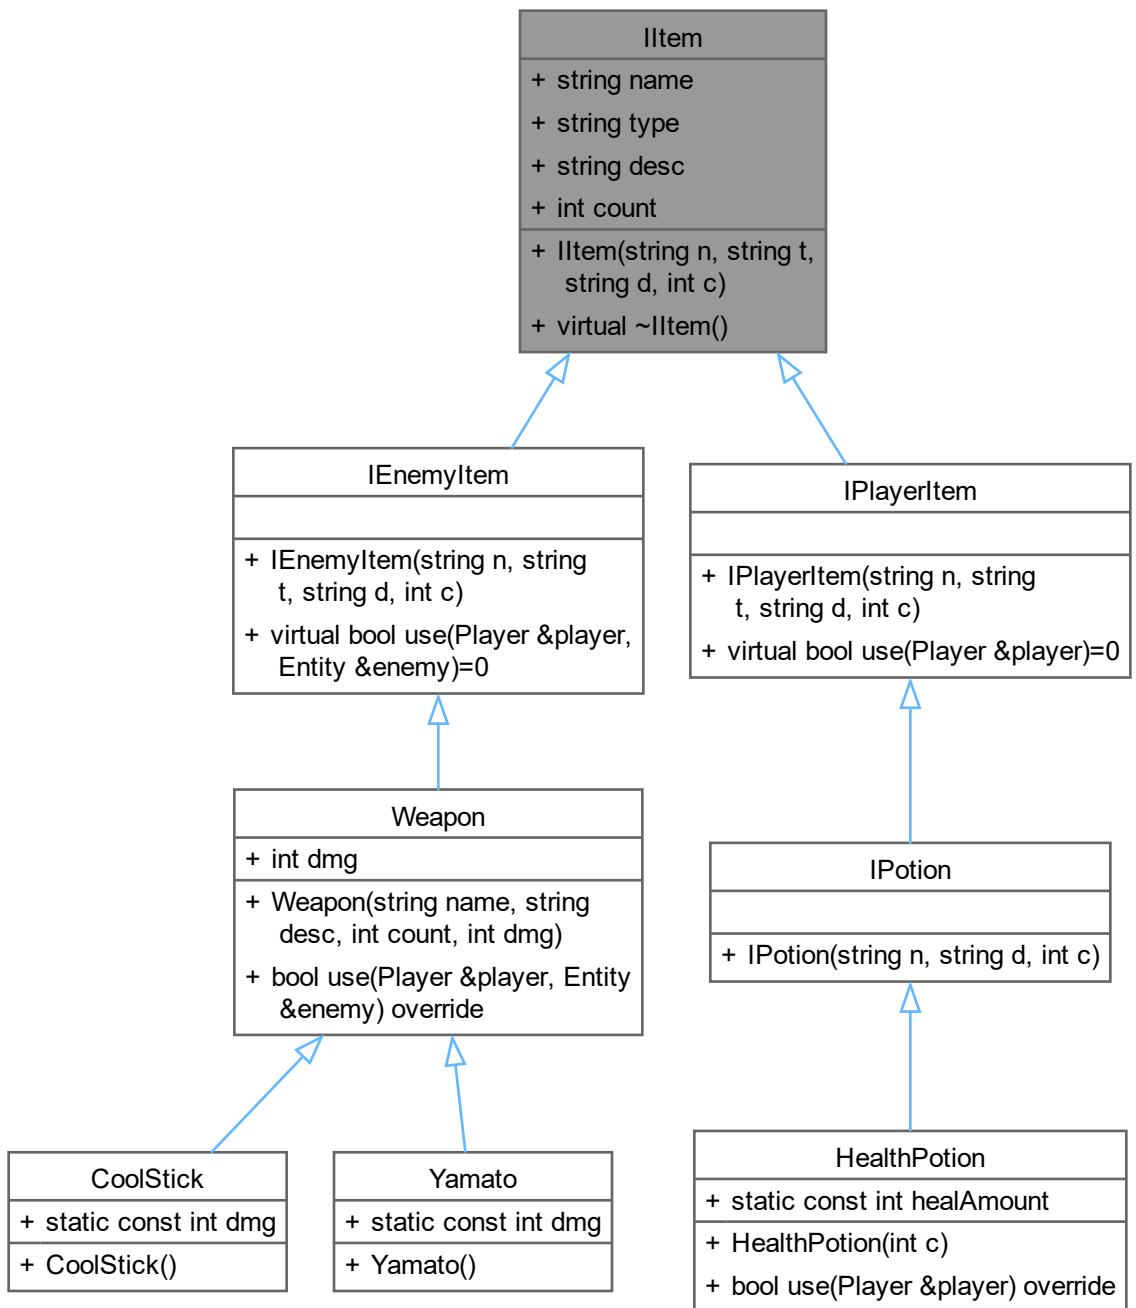 IItem
+ string name
+ string type
+ string desc
+ int count
+ IItem(string n, string t,
string d, int c)
+ virtual ~IItem()
IEnemyItem
+ IEnemyItem(string n, string
t, string d, int c)
+ virtual bool use(Player &player,
Entity &enemy)=0
IPlayerItem
+ IPlayerItem(string n, string
t, string d, int c)
+ virtual bool use(Player &player)=0
Weapon
+ int dmg
+ Weapon(string name, string
desc, int count, int dmg)
+ bool use(Player &player, Entity
&enemy) override
IPotion
+ IPotion(string n, string d, int c)
CoolStick
+ static const int dmg
+ CoolStick()
Yamato
+ static const int dmg
+ Yamato()
HealthPotion
+ static const int healAmount
+ HealthPotion(int c)
+ bool use(Player &player) override